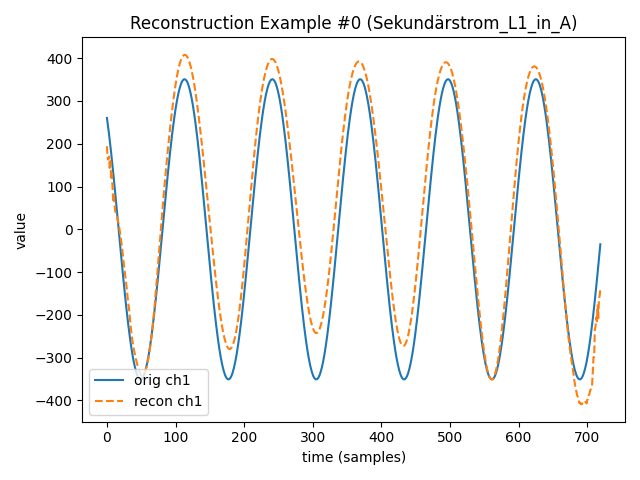 Reconstruction Example #0 (Sekundärstrom_L1_in_A)
value
400
300
200
100
0
−100
−200
−300
−400
orig ch1
recon ch1
0 100 200 300 400 500 600 700
time (samples)